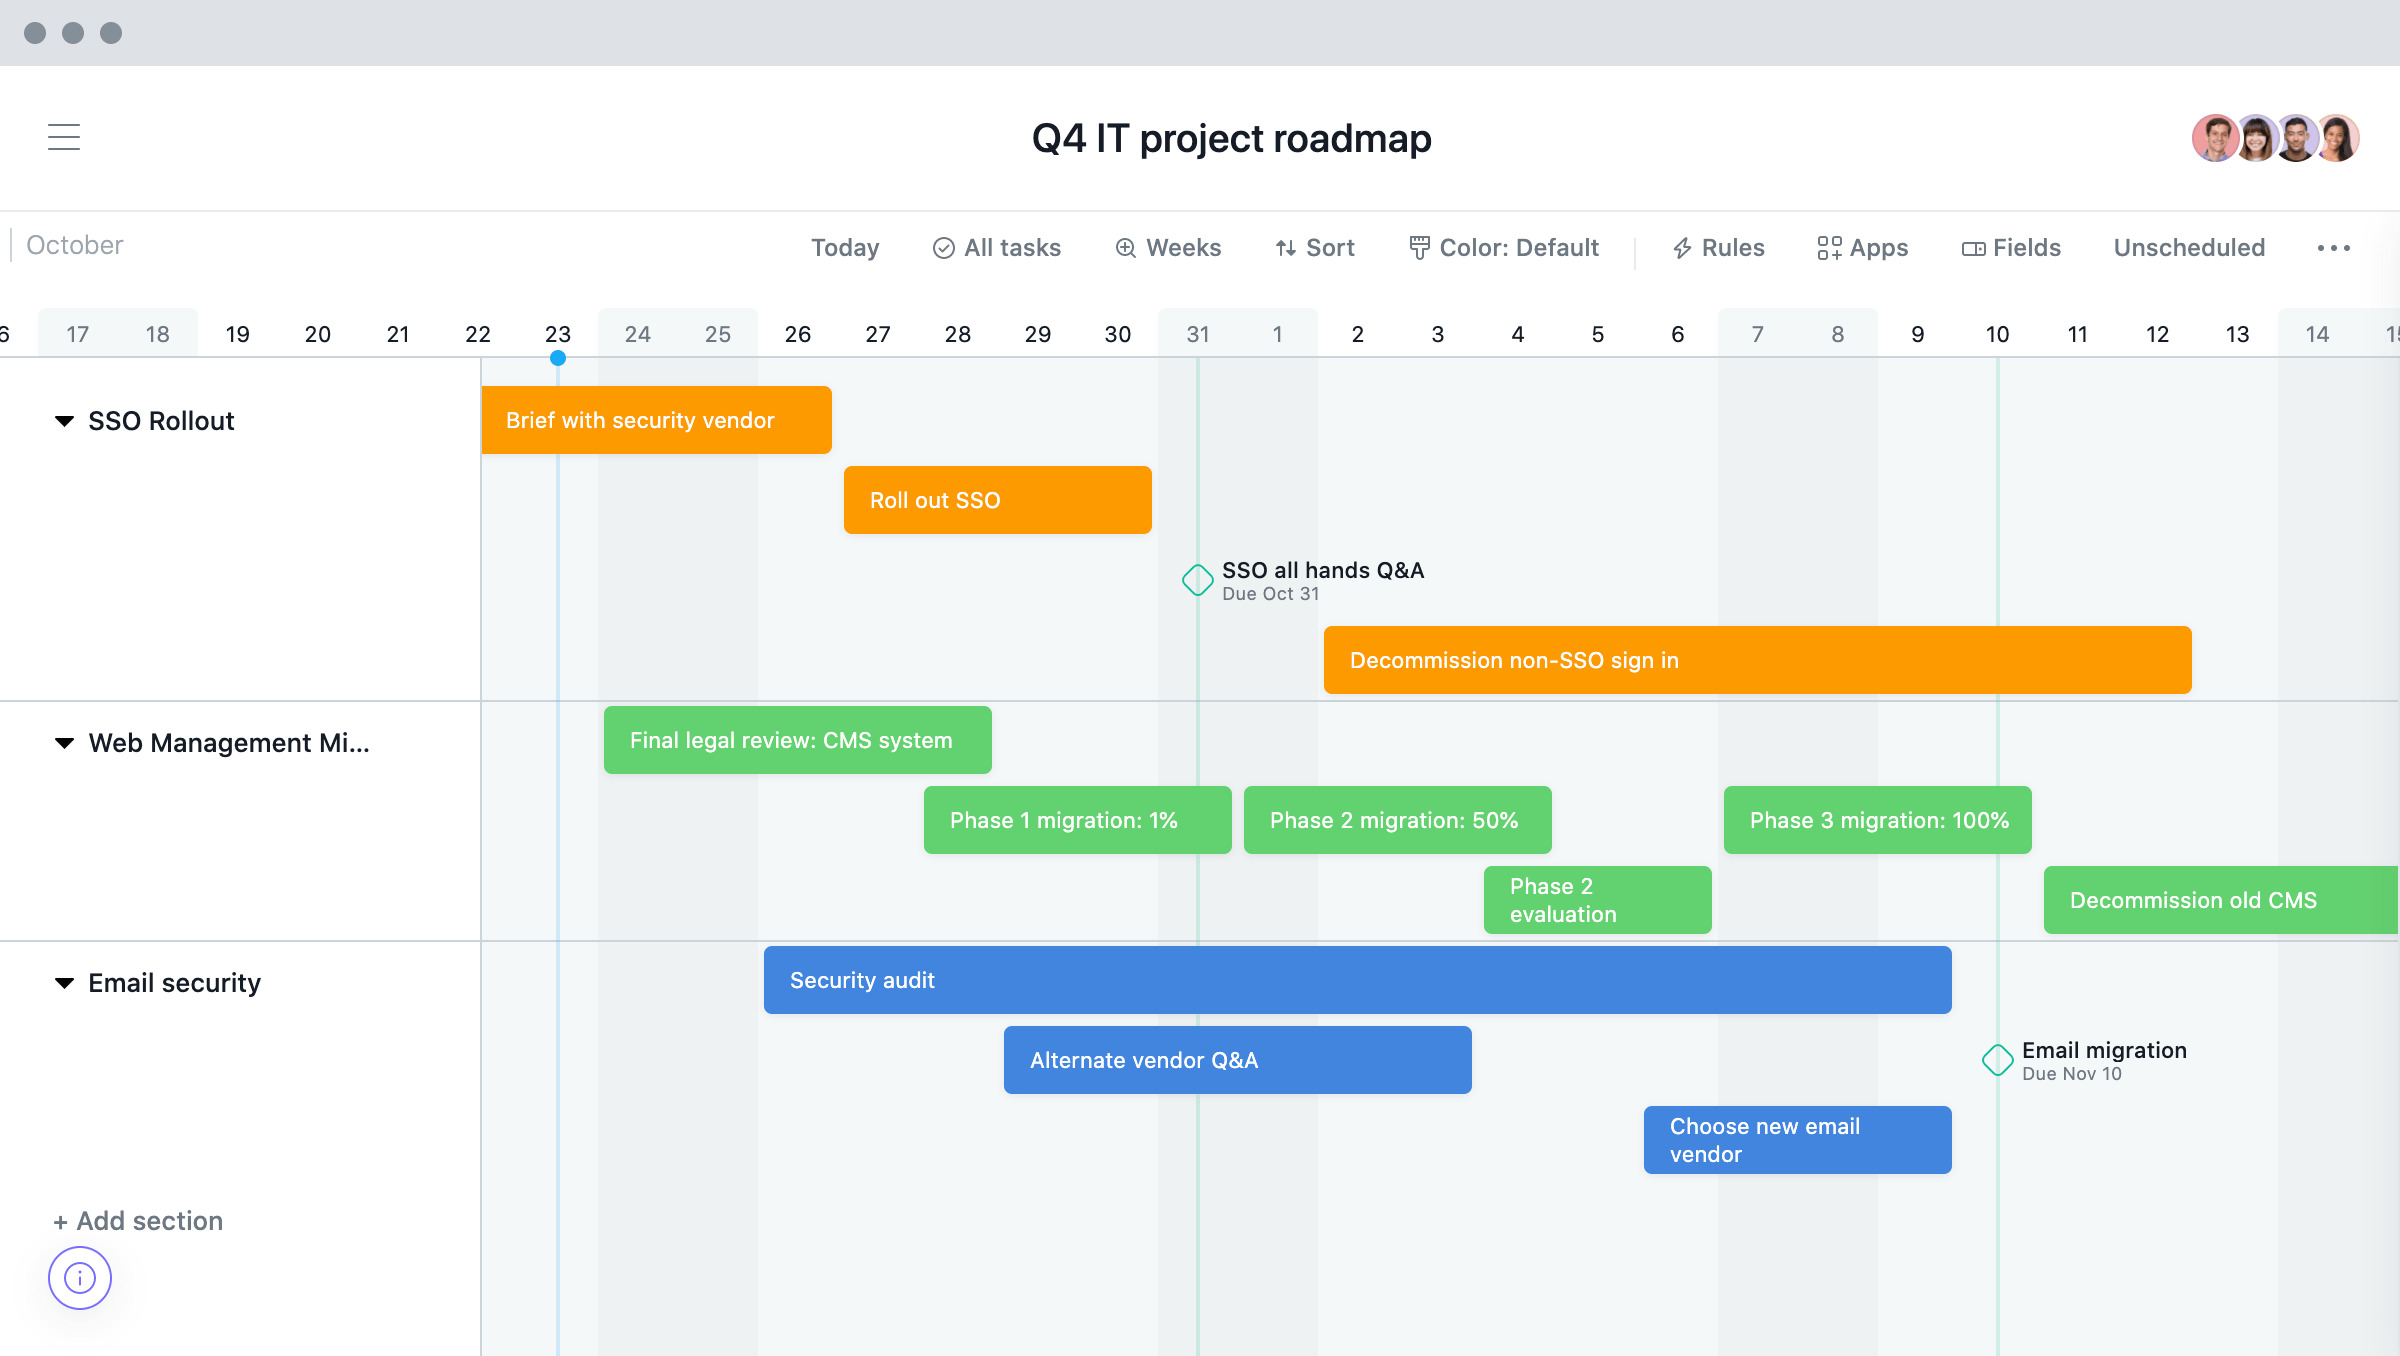 Q4 IT project roadmap
October
Today All tasks Weeks Sort Color: Default Rules Apps Fields Unscheduled
6 17 18 19 20 21 22 23 24 25 26 27 28 29 30 31 1 2 3 4 5 6 7 8 9 10 11 12 13 14 15
SSO Rollout
Brief with security vendor
Roll out SSO
SSO all hands Q&A
Due Oct 31
Decommission non-SSO sign in
Web Management Mi...
Final legal review: CMS system
Phase 1 migration: 1%
Phase 2 migration: 50%
Phase 3 migration: 100%
Phase 2
evaluation
Decommission old CMS
Email security
Security audit
Alternate vendor Q&A
Email migration
Due Nov 10
Choose new email
vendor
+ Add section